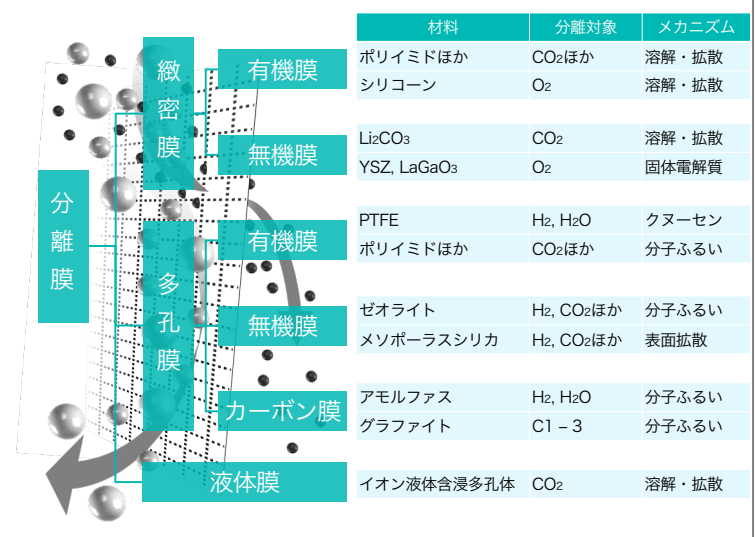 材料 分離対象 メカニズム
緻密膜
有機膜
ポリイミドほか CO2ほか 溶解・拡散
シリコーン O2 溶解・拡散
無機膜
Li2CO3 CO2 溶解・拡散
YSZ, LaGaO3 O2 固体電解質
分離膜
多孔膜
有機膜
PTFE H2, H2O クヌーセン
ポリイミドほか CO2ほか 分子ふるい
無機膜
ゼオライト H2, CO2ほか 分子ふるい
メソポーラスシリカ H2, CO2ほか 表面拡散
カーボン膜
アモルファス H2, H2O 分子ふるい
グラファイト C1 – 3 分子ふるい
液体膜
イオン液体含浸多孔体 CO2 溶解・拡散